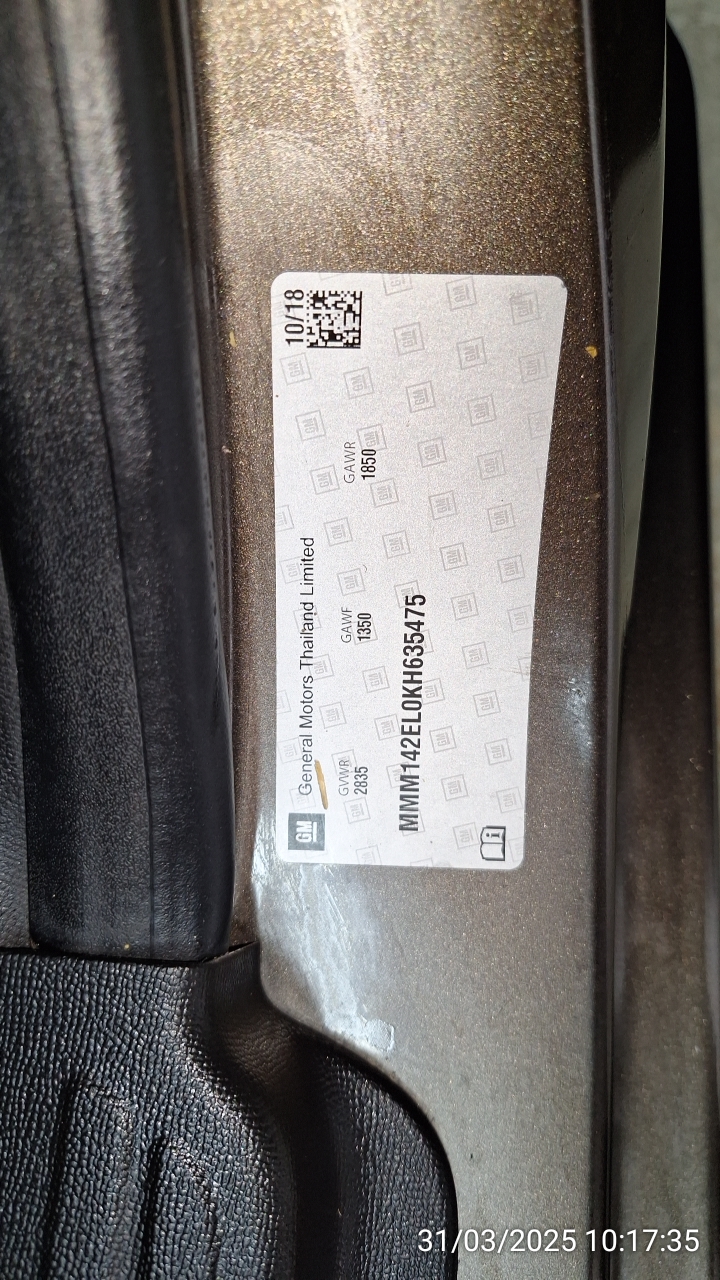 GM General Motors Thailand Limited 10/18
GVWR GAWF GAWR
2835 1350 1850
MMM142EL0KH635475
31/03/2025 10:17:35